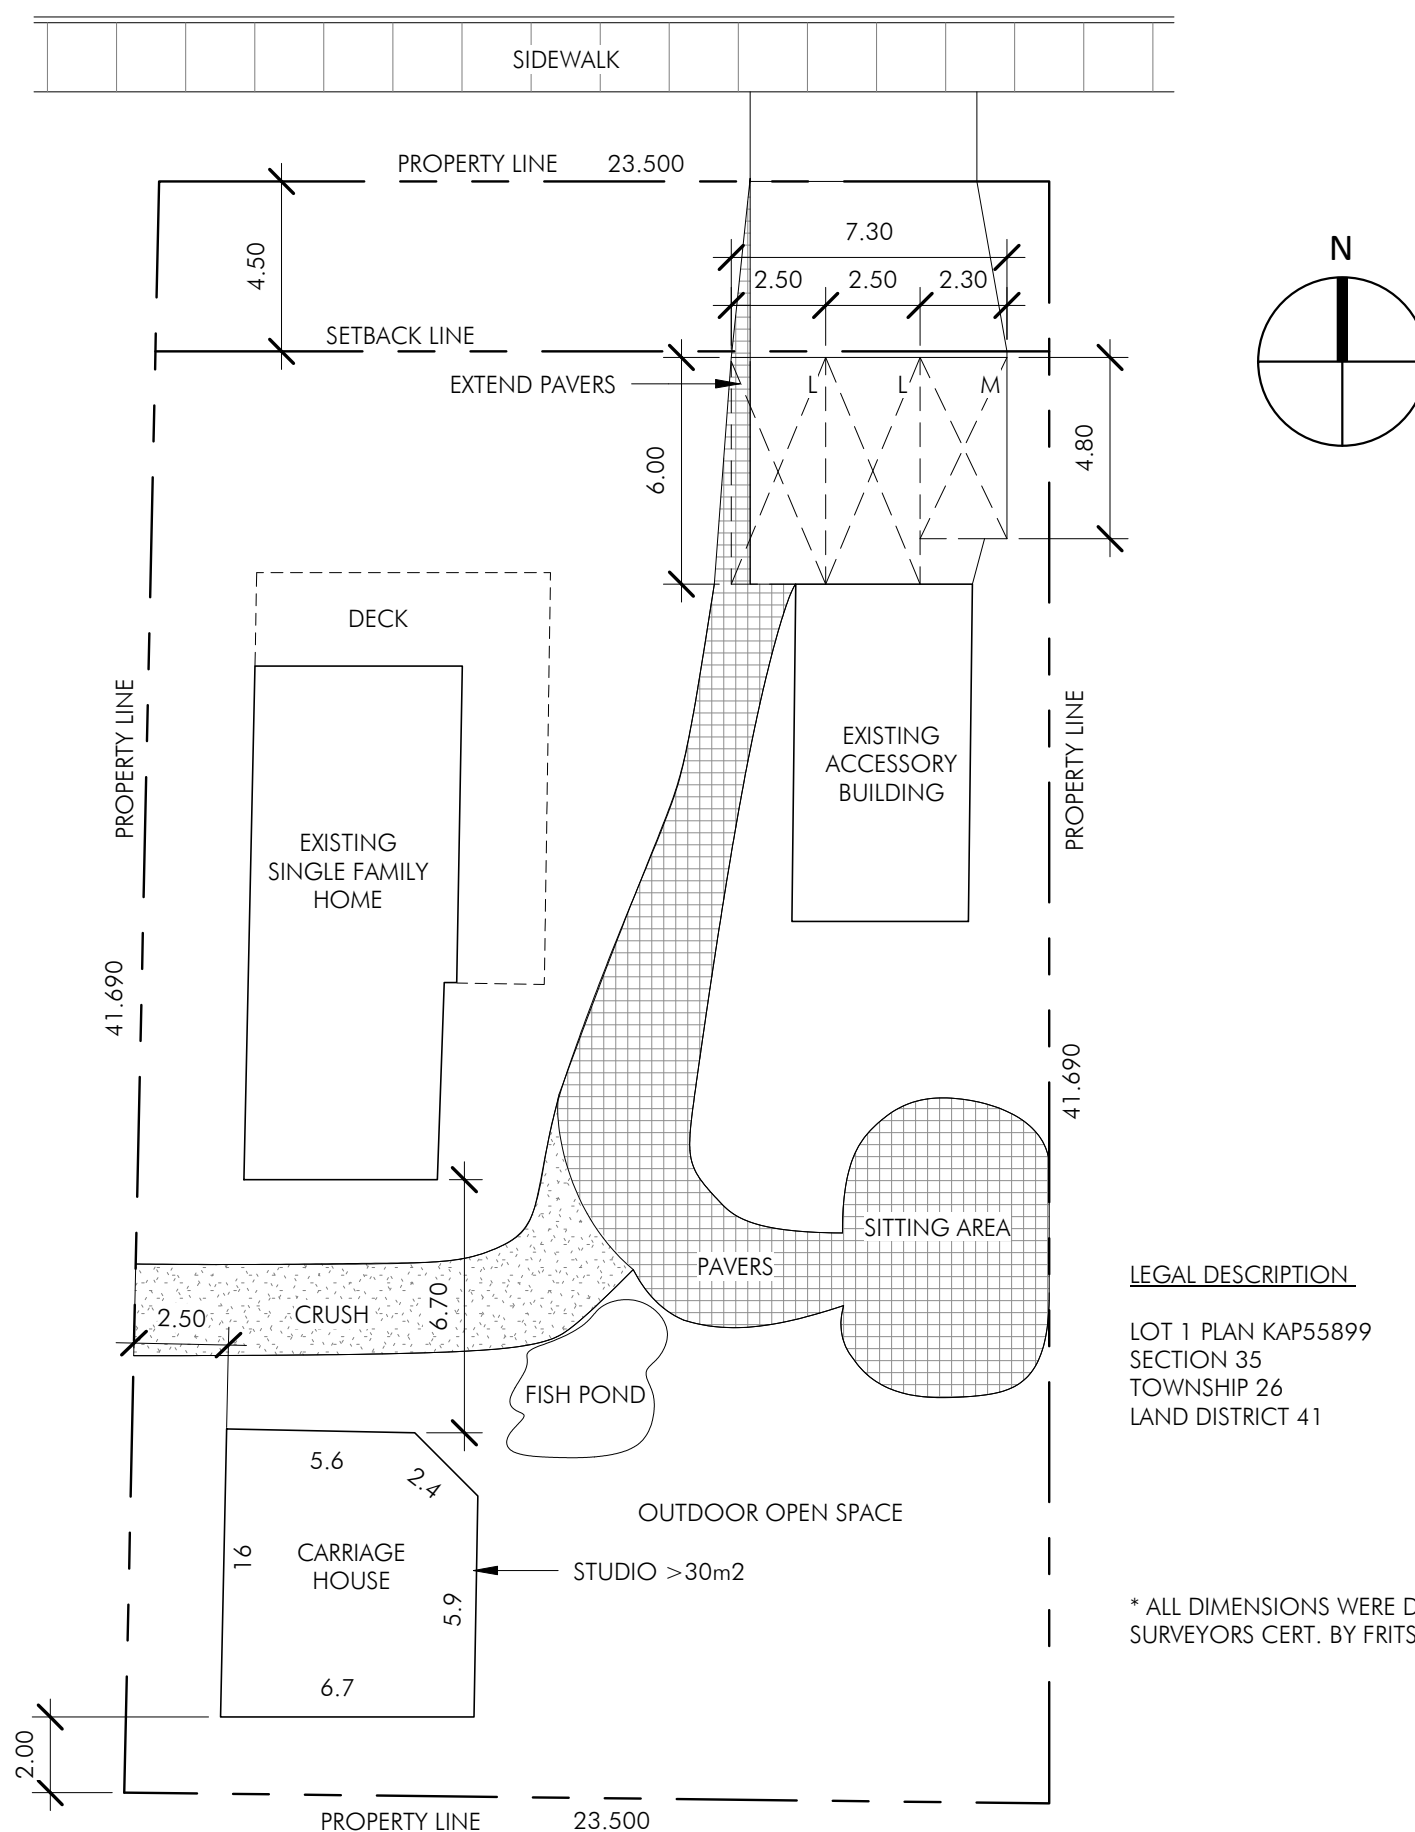 SIDEWALK
PROPERTY LINE 23.500
N
7.30
4.50
2.50 2.50 2.30
SETBACK LINE
EXTEND PAVERS
L L M
4.80
6.00
DECK
PROPERTY LINE
PROPERTY LINE
EXISTING
ACCESSORY
BUILDING
EXISTING
SINGLE FAMILY
HOME
41.690
41.690
SITTING AREA
PAVERS
LEGAL DESCRIPTION
2.50
CRUSH
6.70
LOT 1 PLAN KAP55899
SECTION 35
TOWNSHIP 26
LAND DISTRICT 41
FISH POND
5.6
2.4
OUTDOOR OPEN SPACE
16
CARRIAGE
HOUSE
STUDIO >30m2
5.9
* ALL DIMENSIONS WERE D
SURVEYORS CERT. BY FRITS
6.7
2.00
PROPERTY LINE 23.500